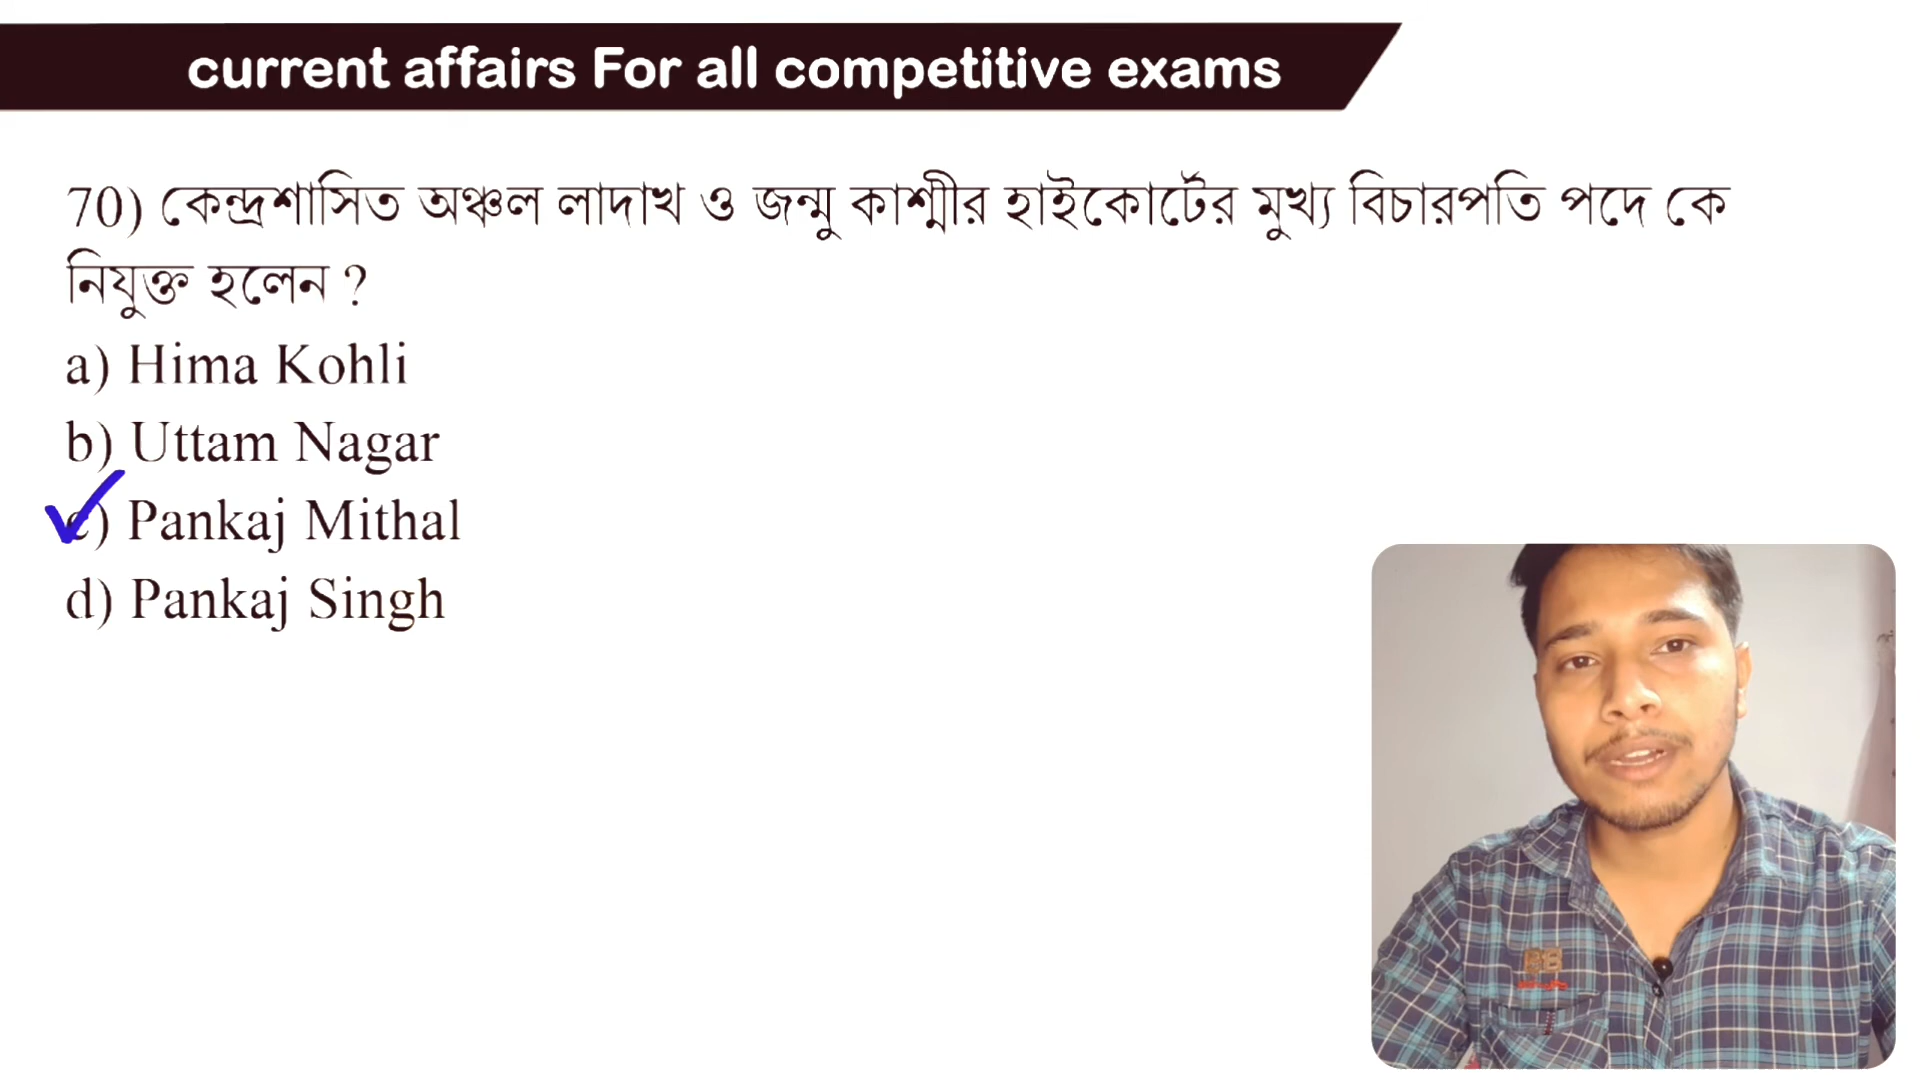 current affairs For all competitive exams
70) কেন্দ্রশাসিত অঞ্চল লাদাখ ও জন্মু কাশ্মীর হাইকোর্টের মুখ্য বিচারপতি পদে কে
নিযুক্ত হলেন ?
a) Hima Kohli
b) Uttam Nagar
c) Pankaj Mithal
d) Pankaj Singh